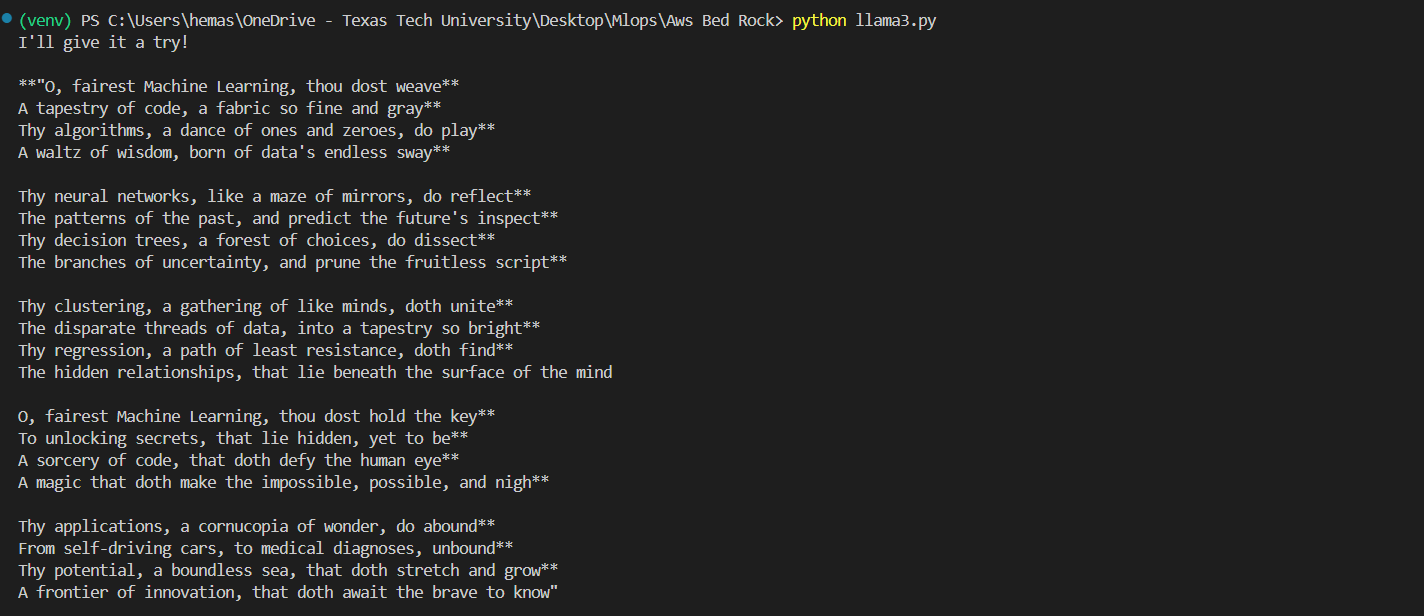 (venv) PS C:\Users\hemas\OneDrive - Texas Tech University\Desktop\Mlops\Aws Bed Rock> python llama3.py
I'll give it a try!
**"O, fairest Machine Learning, thou dost weave**
A tapestry of code, a fabric so fine and gray**
Thy algorithms, a dance of ones and zeroes, do play**
A waltz of wisdom, born of data's endless sway**
Thy neural networks, like a maze of mirrors, do reflect**
The patterns of the past, and predict the future's inspect**
Thy decision trees, a forest of choices, do dissect**
The branches of uncertainty, and prune the fruitless script**
Thy clustering, a gathering of like minds, doth unite**
The disparate threads of data, into a tapestry so bright**
Thy regression, a path of least resistance, doth find**
The hidden relationships, that lie beneath the surface of the mind
O, fairest Machine Learning, thou dost hold the key**
To unlocking secrets, that lie hidden, yet to be**
A sorcery of code, that doth defy the human eye**
A magic that doth make the impossible, possible, and nigh**
Thy applications, a cornucopia of wonder, do abound**
From self-driving cars, to medical diagnoses, unbound**
Thy potential, a boundless sea, that doth stretch and grow**
A frontier of innovation, that doth await the brave to know"